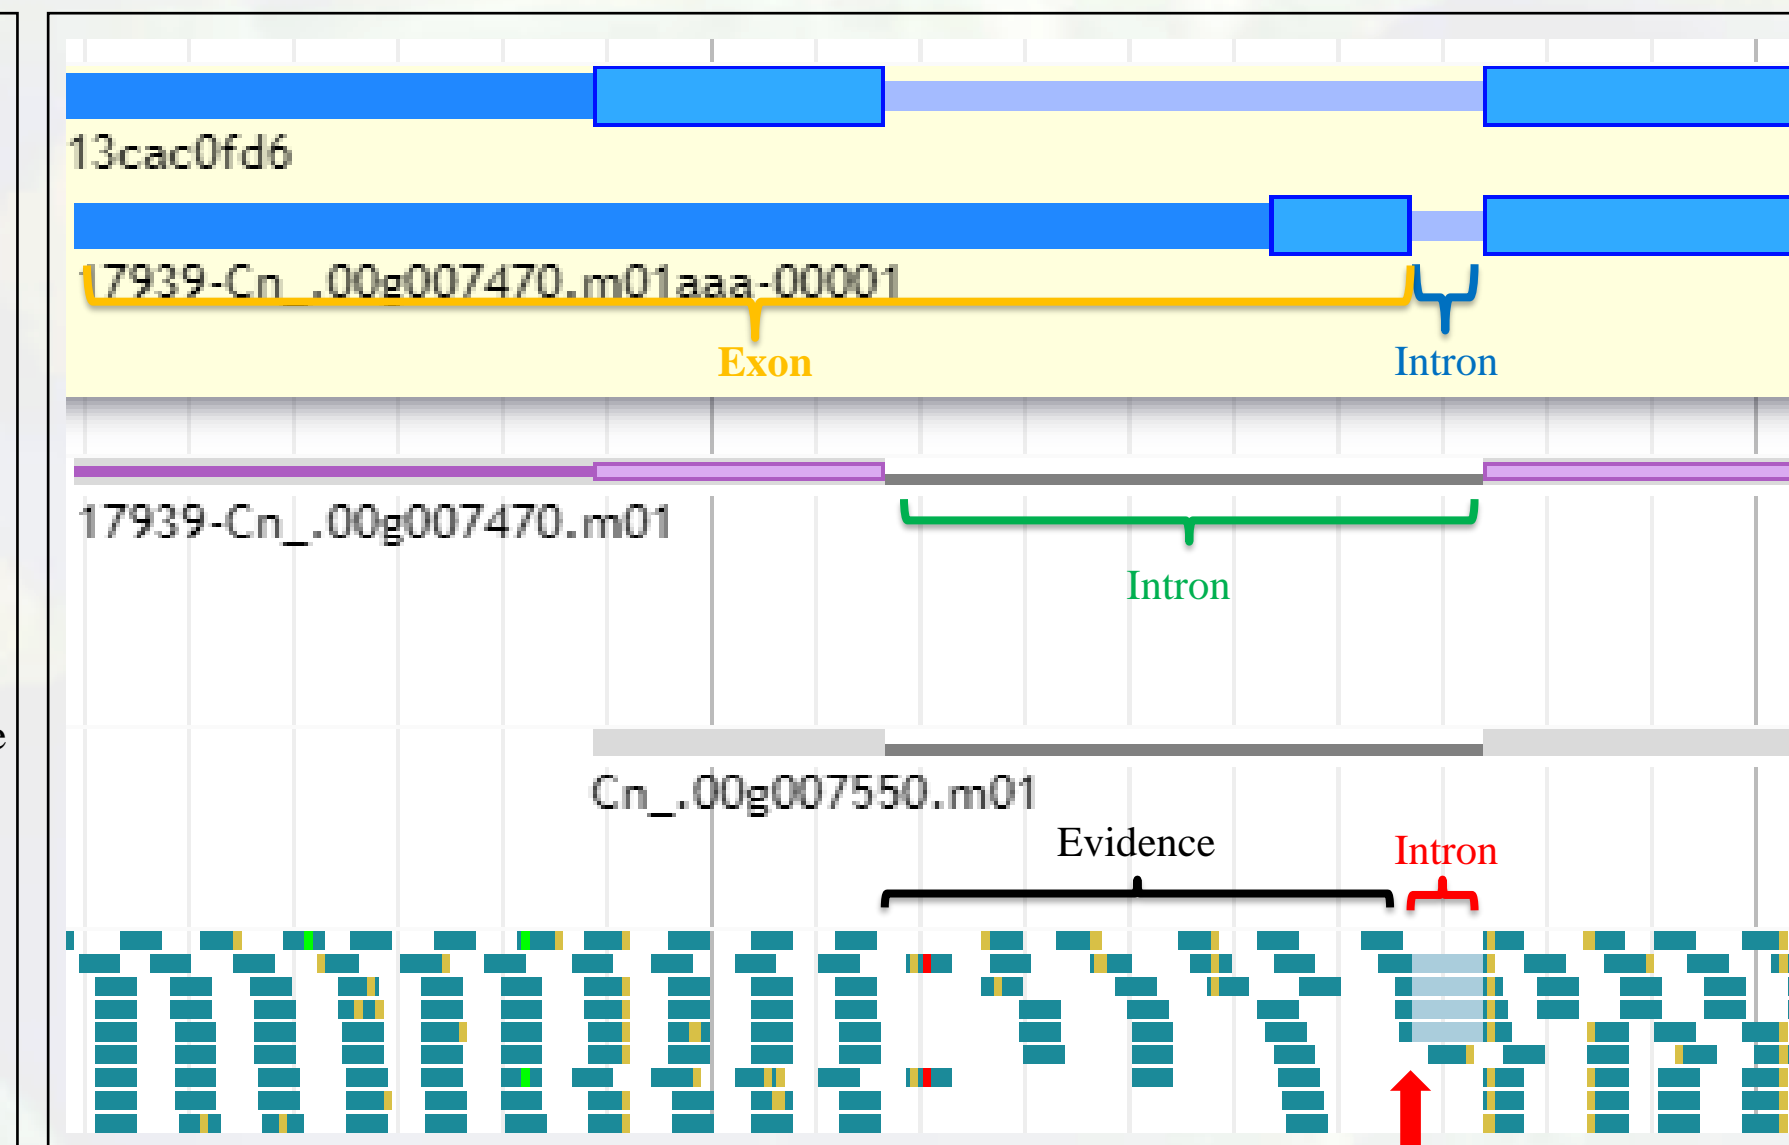 13cac0fd6
17939-Cn_.00g007470.m01aaa-00001
Exon
Intron
17939-Cn_.00g007470.m01
Intron
e
Cn_.00g007550.m01
Evidence
Intron